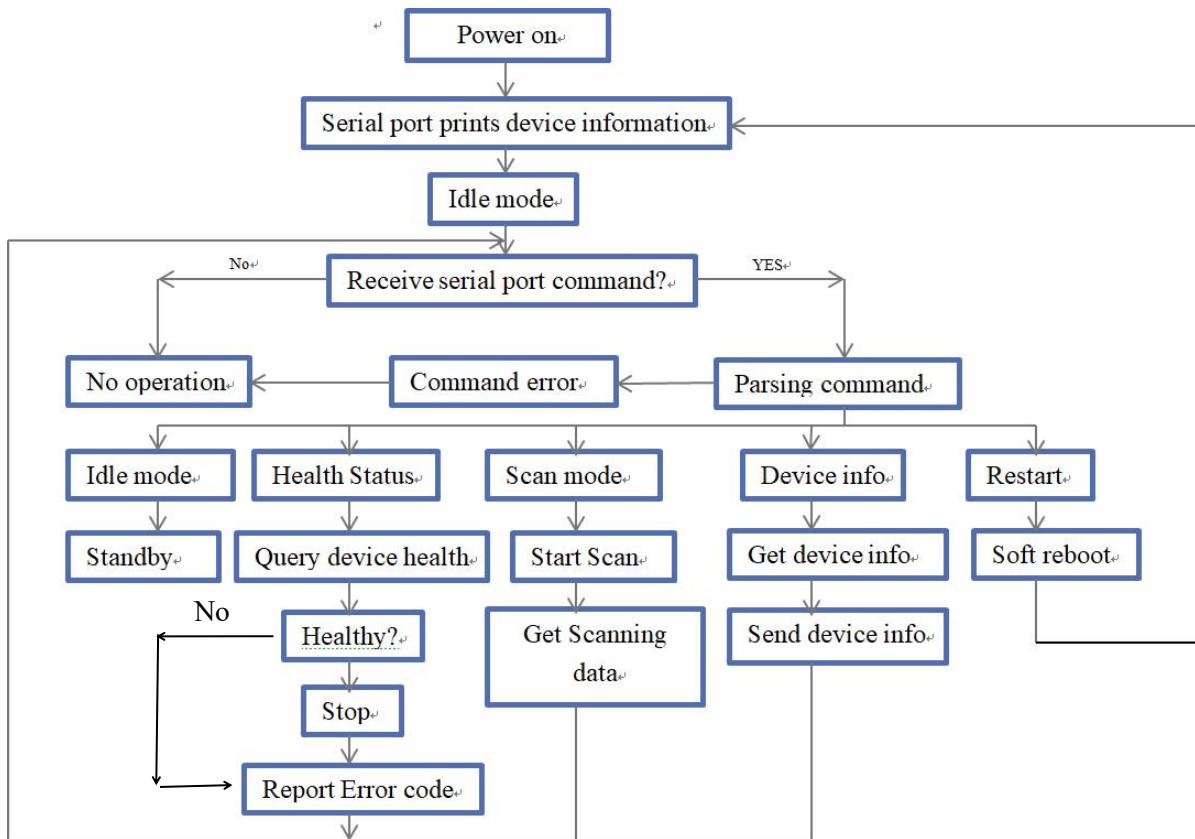 Power on
Serial port prints device information
Idle mode
No
Receive serial port command?
YES
No operation
Command error
Parsing command
Idle mode
Health Status
Scan mode
Device info
Restart
Standby
Query device health
Start Scan
Get device info
Soft reboot
No
Healthy?
Get Scanning
data
Send device info
Stop
Report Error code